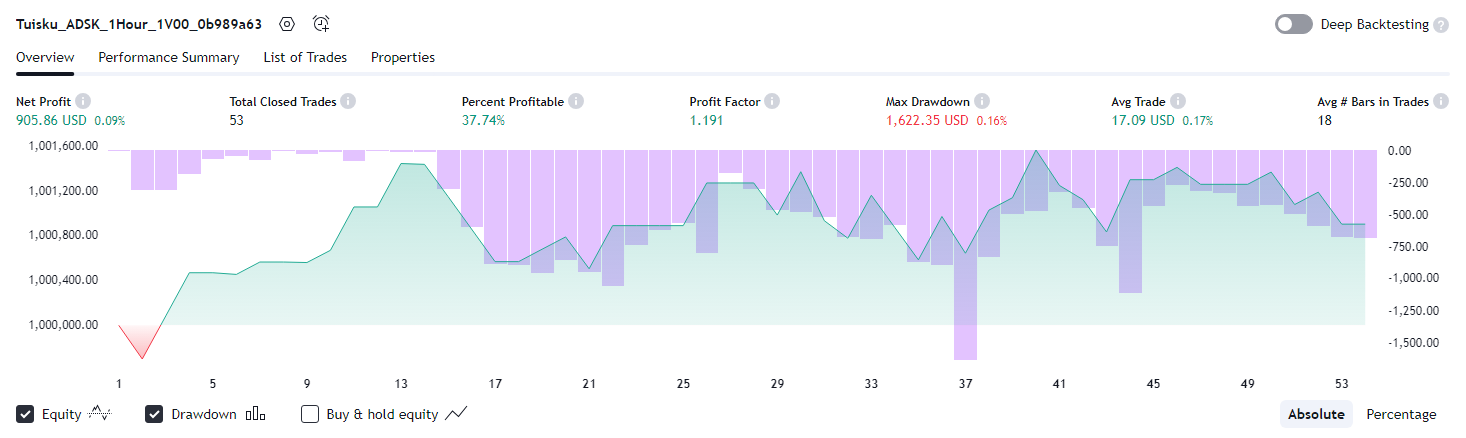 Tuisku_ADSK_1Hour_1V00_0b989a63 Deep Backtesting ?
Overview Performance Summary List of Trades Properties
Net Profit i Total Closed Trades i Percent Profitable i Profit Factor i Max Drawdown i Avg Trade i Avg # Bars in Trades i
905.86 USD 0.09% 53 37.74% 1.191 1,622.35 USD 0.16% 17.09 USD 0.17% 18
1,001,600.00 0.00
1,001,200.00 -250.00
1,000,800.00 -500.00
-750.00
1,000,400.00 -1,000.00
1,000,000.00 -1,250.00
-1,500.00
1 5 9 13 17 21 25 29 33 37 41 45 49 53
Equity Drawdown Buy & hold equity Absolute Percentage